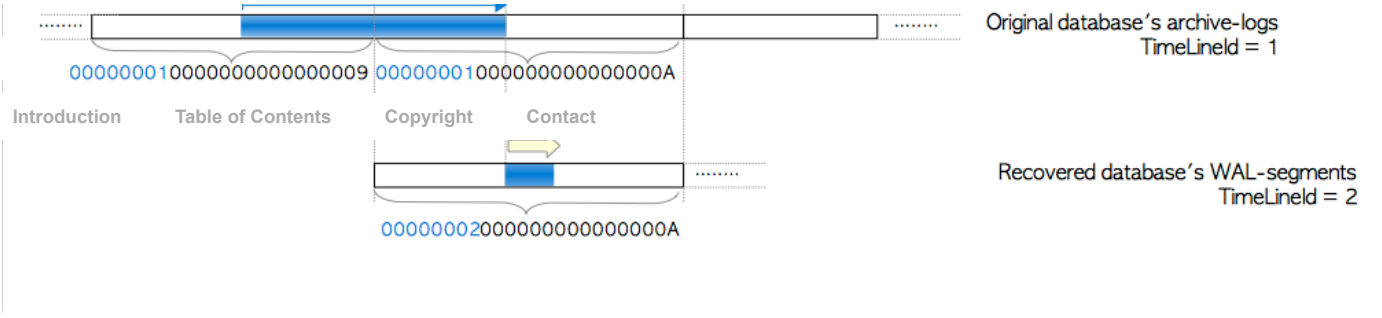 ........ Original database's archive-logs ........
TimeLineId = 1
000000010000000000000009 00000001000000000000000A
Introduction Table of Contents Copyright Contact
........ Recovered database's WAL-segments
TimeLineId = 2
00000002000000000000000A